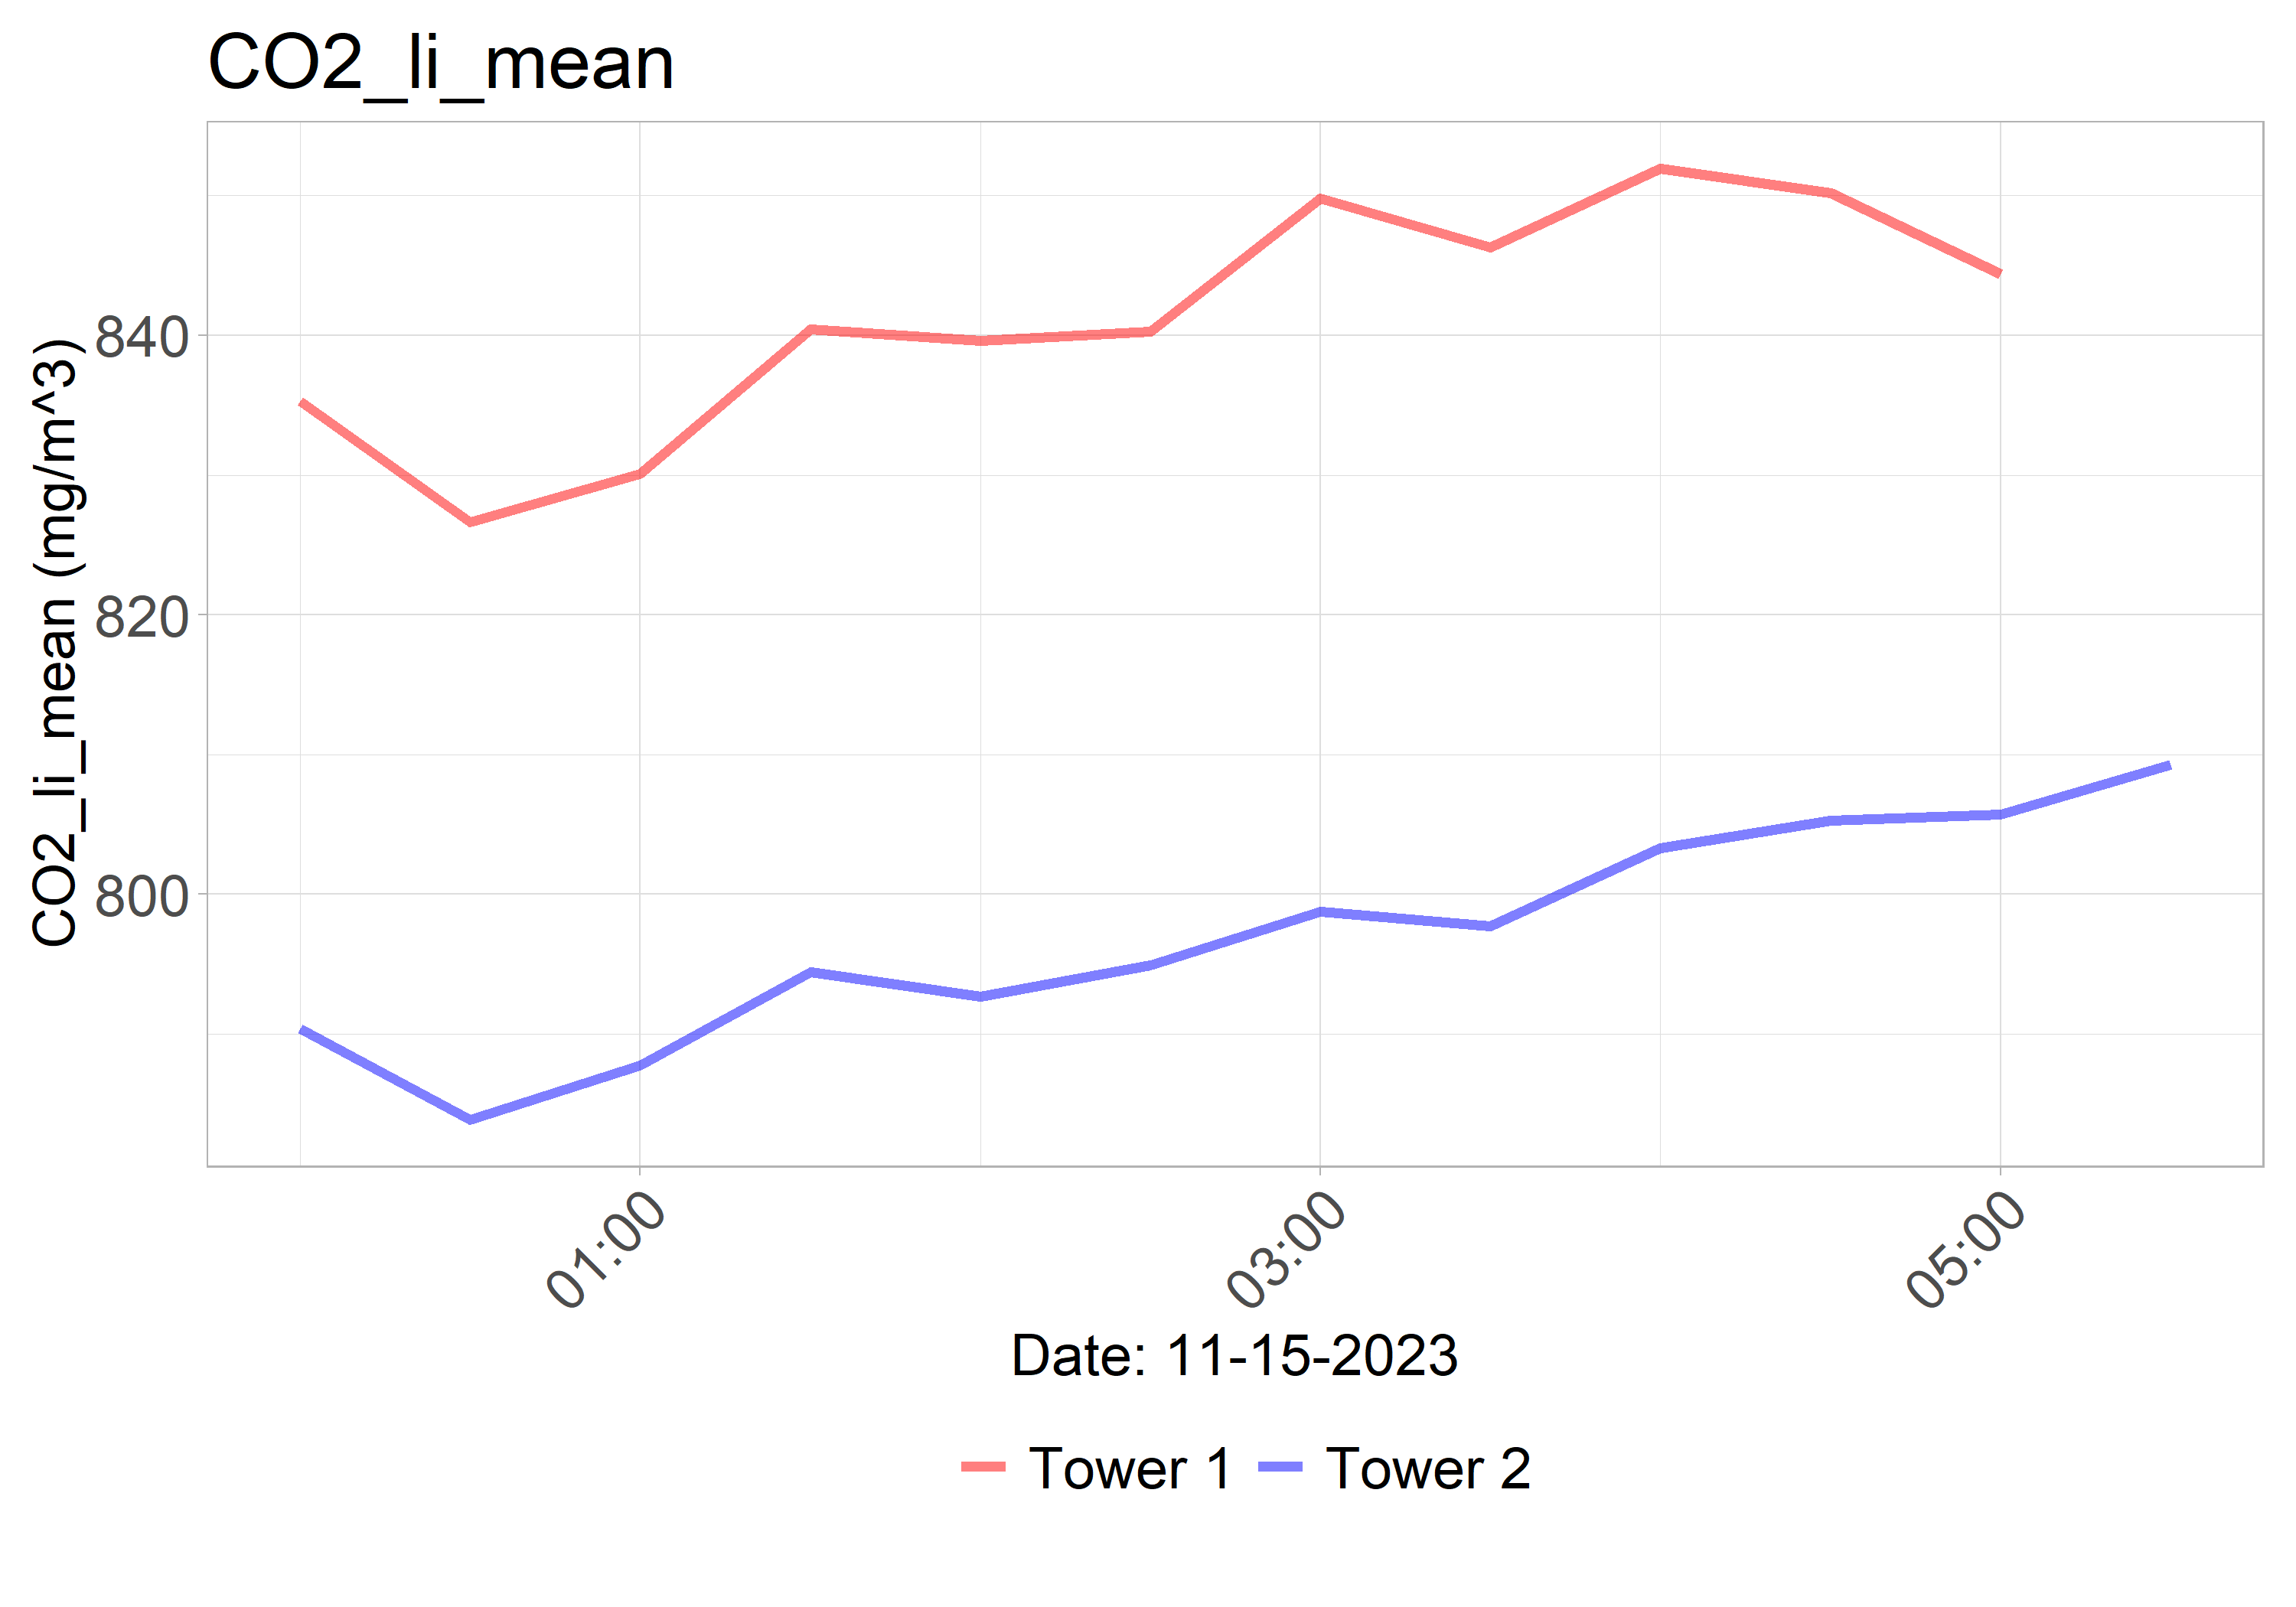 CO2_li_mean
CO2_li_mean (mg/m^3)
840
820
800
01:00
03:00
05:00
Date: 11-15-2023
Tower 1
Tower 2